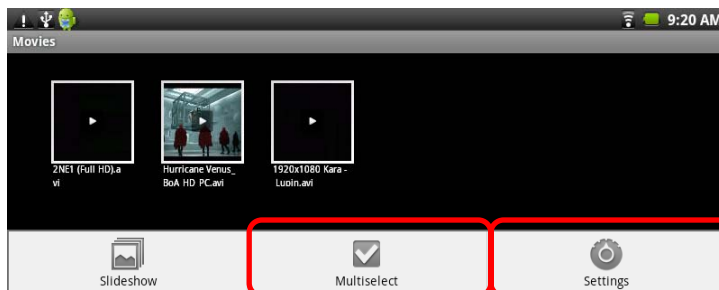 9:20 AM
Movies
2NE1 (Full HD).a
vi
Hurricane Venus_
BoA HD PC.avi
1920x1080 Kara -
Lupin.avi
Slideshow
Multiselect
Settings